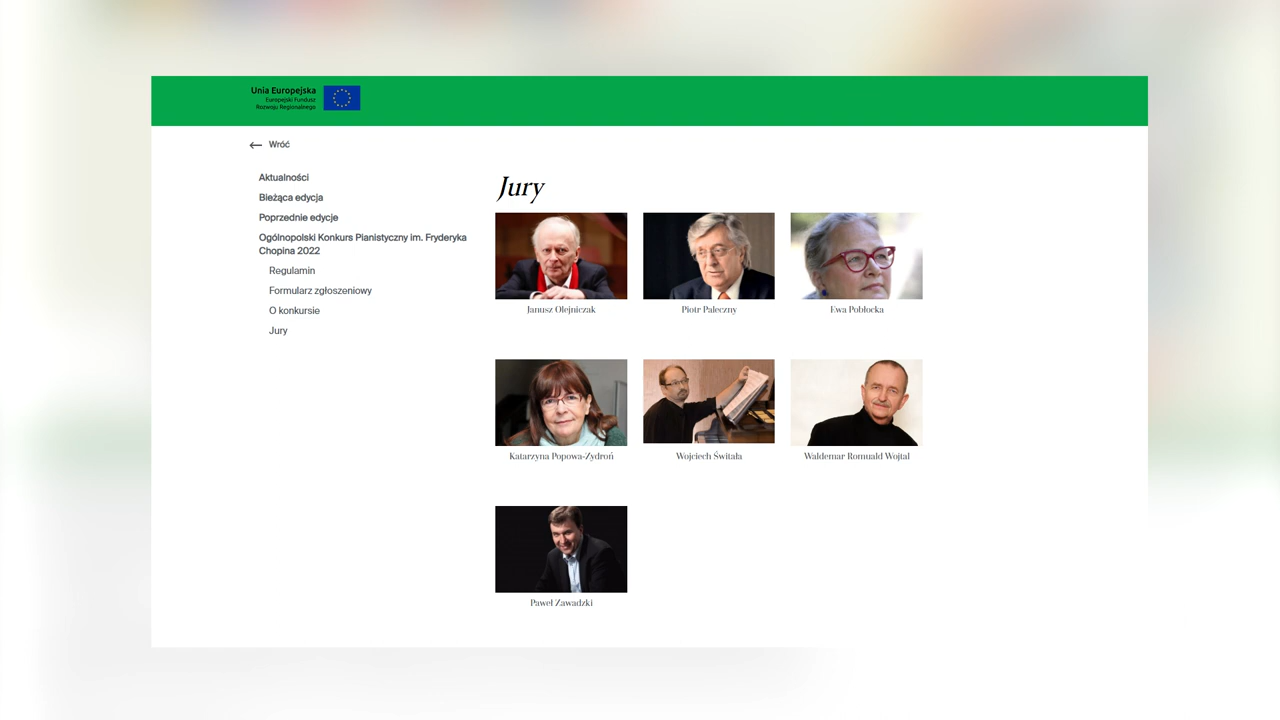 Unia Europejska
Europejski Fundusz
Rozwoju Regionalnego
Wróć
Aktualności
Bieżąca edycja
Poprzednie edycje
Ogólnopolski Konkurs Pianistyczny im. Fryderyka
Chopina 2022
Regulamin
Formularz zgłoszeniowy
O konkursie
Jury
Jury
Janusz Olejniczak
Piotr Paleczny
Ewa Pobłocka
Katarzyna Popowa-Zydroń
Wojciech Świtała
Waldemar Romuald Wojtal
Paweł Zawadzki